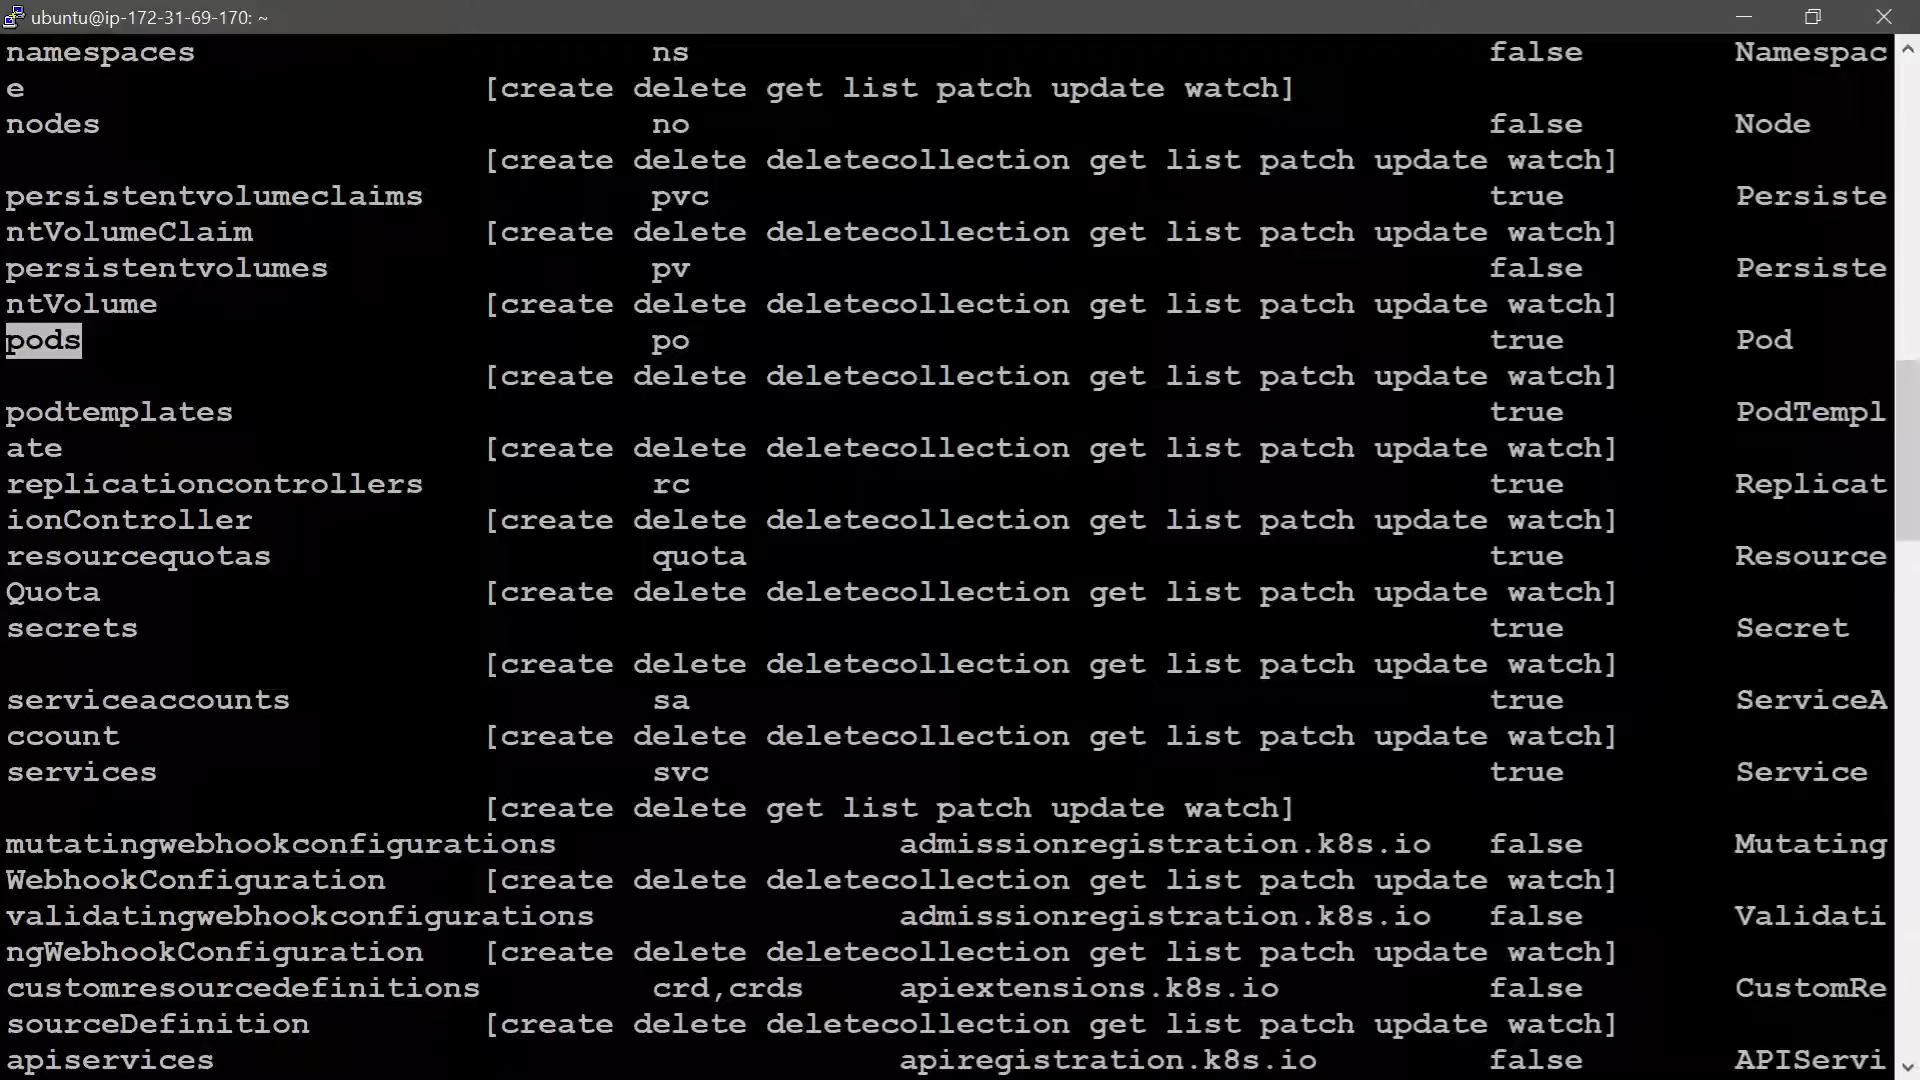 ubuntu@ip-172-31-69-170: ~
namespaces ns false Namespac
e [create delete get list patch update watch]
nodes no false Node
[create delete deletecollection get list patch update watch]
persistentvolumeclaims pvc true Persiste
ntVolumeClaim [create delete deletecollection get list patch update watch]
persistentvolumes pv false Persiste
ntVolume [create delete deletecollection get list patch update watch]
pods po true Pod
[create delete deletecollection get list patch update watch]
podtemplates true PodTempl
ate [create delete deletecollection get list patch update watch]
replicationcontrollers rc true Replicat
ionController [create delete deletecollection get list patch update watch]
resourcequotas quota true Resource
Quota [create delete deletecollection get list patch update watch]
secrets true Secret
[create delete deletecollection get list patch update watch]
serviceaccounts sa true ServiceA
ccount [create delete deletecollection get list patch update watch]
services svc true Service
[create delete get list patch update watch]
mutatingwebhookconfigurations admissionregistration.k8s.io false Mutating
WebhookConfiguration [create delete deletecollection get list patch update watch]
validatingwebhookconfigurations admissionregistration.k8s.io false Validati
ngWebhookConfiguration [create delete deletecollection get list patch update watch]
customresourcedefinitions crd,crds apiextensions.k8s.io false CustomRe
sourceDefinition [create delete deletecollection get list patch update watch]
apiservices apiregistration.k8s.io false APIServi